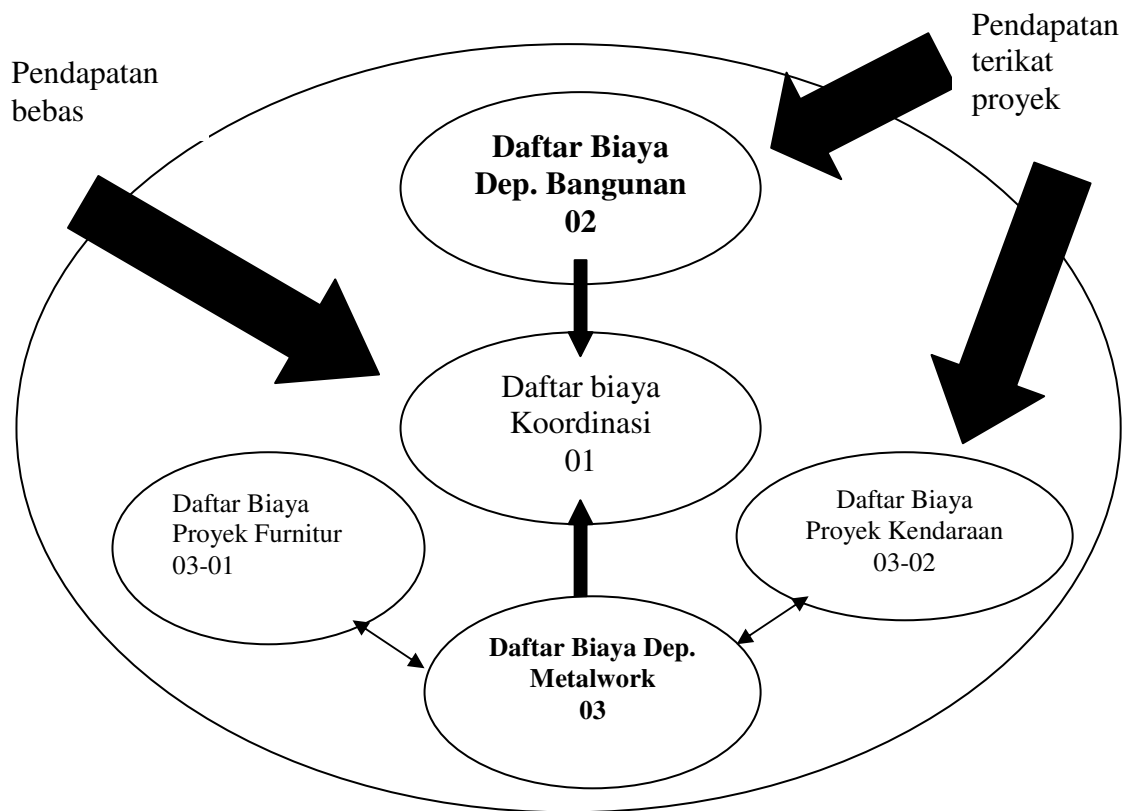 Pendapatan
bebas
Pendapatan
terikat
proyek
Daftar Biaya
Dep. Bangunan
02
Daftar biaya
Koordinasi
01
Daftar Biaya
Proyek Furnitur
03-01
Daftar Biaya
Proyek Kendaraan
03-02
Daftar Biaya Dep.
Metalwork
03